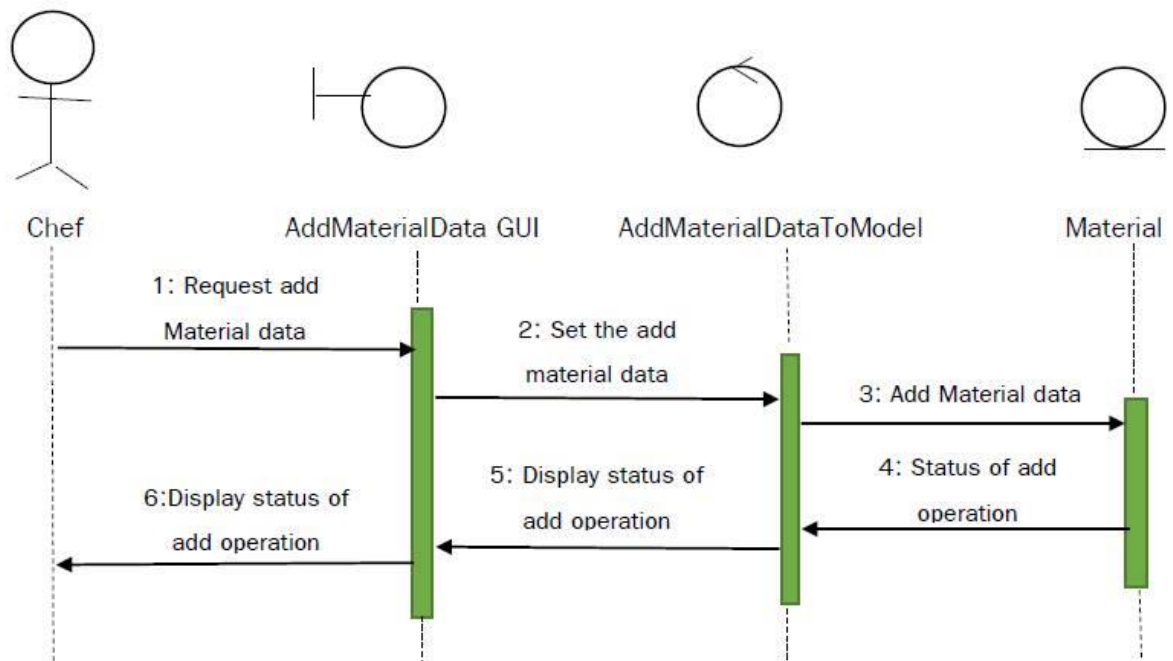 Chef
AddMaterialData GUI
AddMaterialDataToModel
Material
1: Request add
Material data
2: Set the add
material data
3: Add Material data
4: Status of add
operation
5: Display status of
add operation
6:Display status of
add operation